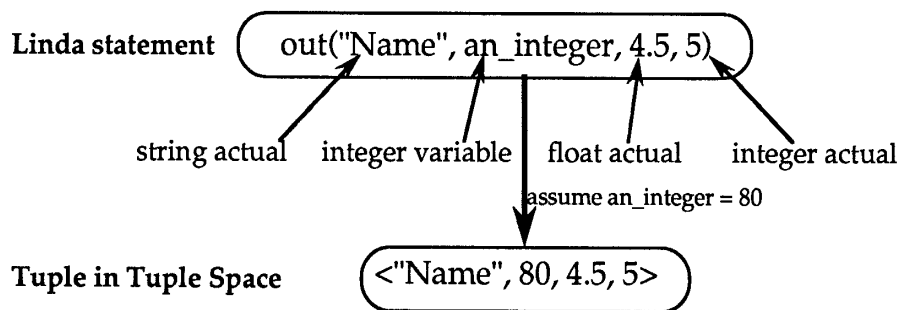 Linda statement
out("Name", an_integer, 4.5, 5)
string actual
integer variable
float actual
integer actual
assume an_integer = 80
Tuple in Tuple Space
<"Name", 80, 4.5, 5>